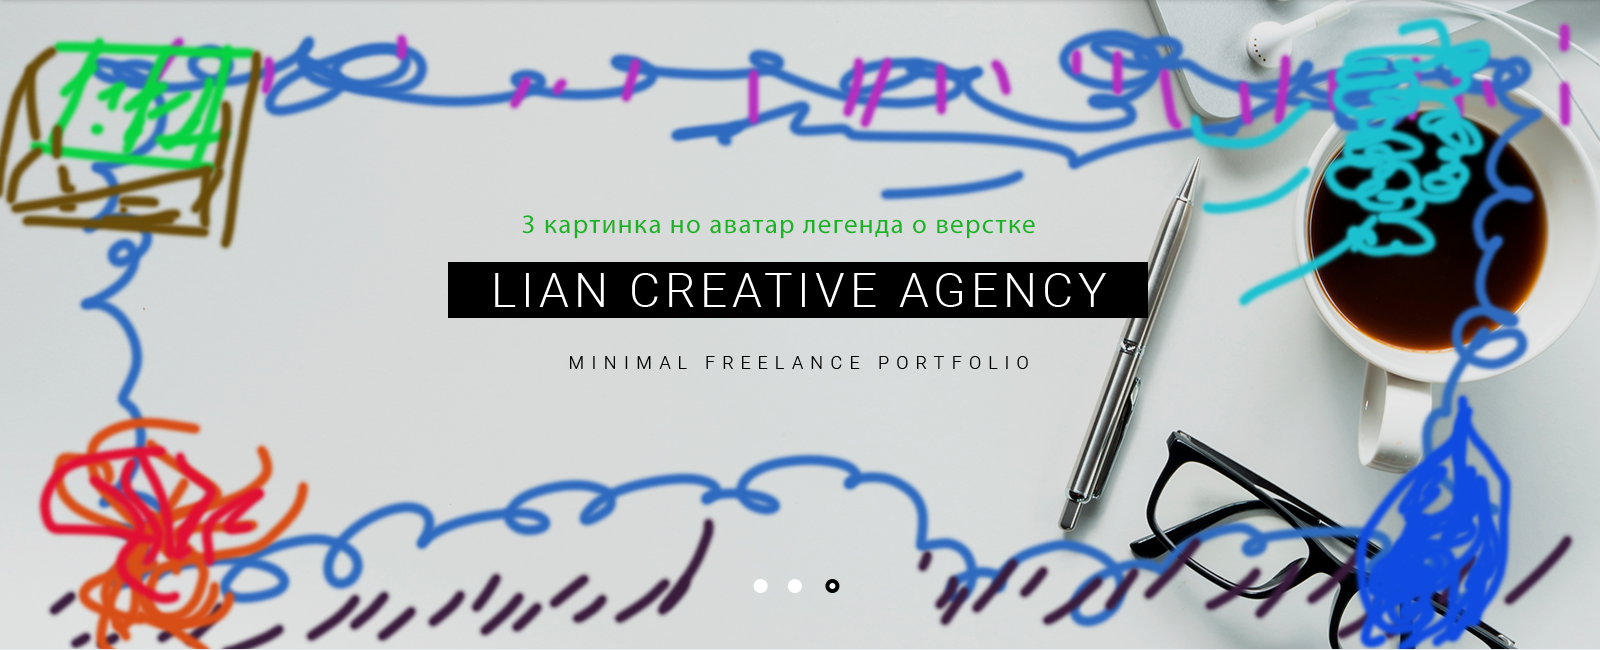 3 картинка но аватар легенда о верстке
LIAN CREATIVE AGENCY
MINIMAL FREELANCE PORTFOLIO